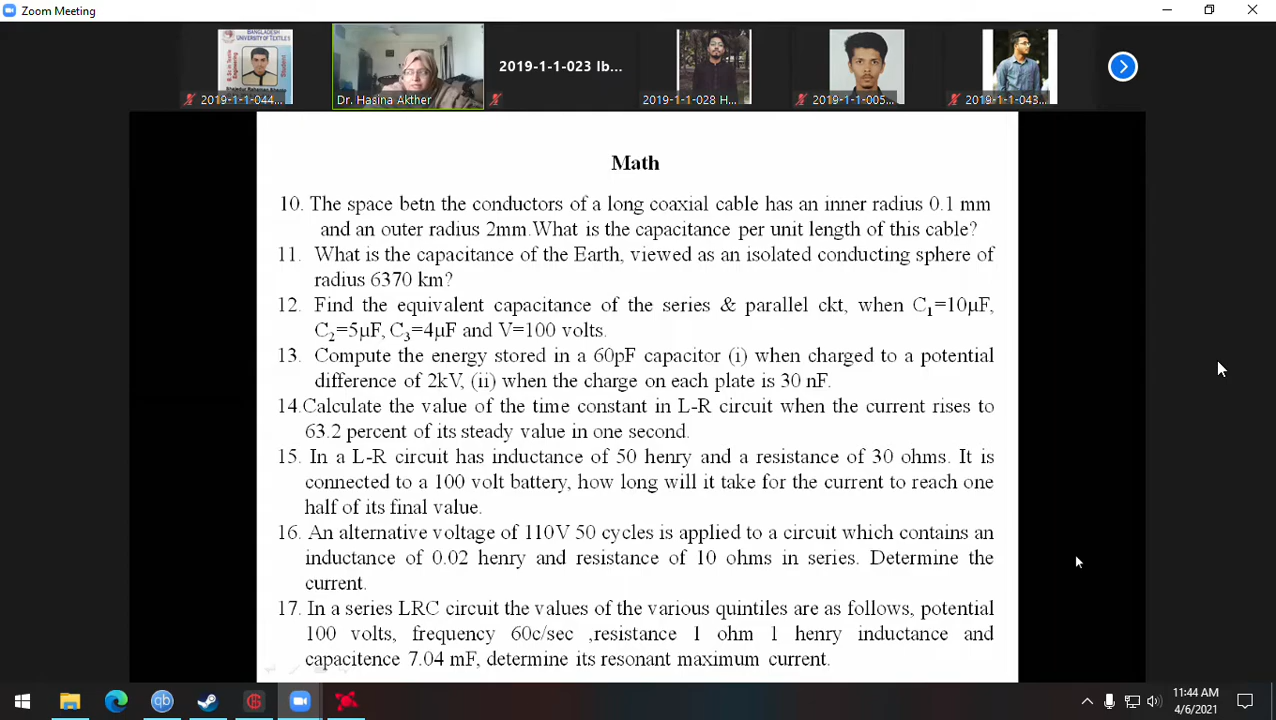 Zoom Meeting
BANGLADESH
UNIVERSITY OF TEXTILES
Student
2019-1-1-044...
Dr. Hasina Akther
2019-1-1-023 Ib...
2019-1-1-028 H...
2019-1-1-005...
2019-1-1-043...
Math
10. The space betn the conductors of a long coaxial cable has an inner radius 0.1 mm
and an outer radius 2mm.What is the capacitance per unit length of this cable?
11. What is the capacitance of the Earth, viewed as an isolated conducting sphere of
radius 6370 km?
12. Find the equivalent capacitance of the series & parallel ckt, when C₁=10μF,
C₂=5μF, C₃=4μF and V=100 volts.
13. Compute the energy stored in a 60pF capacitor (i) when charged to a potential
difference of 2kV, (ii) when the charge on each plate is 30 nF.
14.Calculate the value of the time constant in L-R circuit when the current rises to
63.2 percent of its steady value in one second.
15. In a L-R circuit has inductance of 50 henry and a resistance of 30 ohms. It is
connected to a 100 volt battery, how long will it take for the current to reach one
half of its final value.
16. An alternative voltage of 110V 50 cycles is applied to a circuit which contains an
inductance of 0.02 henry and resistance of 10 ohms in series. Determine the
current.
17. In a series LRC circuit the values of the various quintiles are as follows, potential
100 volts, frequency 60c/sec ,resistance 1 ohm 1 henry inductance and
capacitence 7.04 mF, determine its resonant maximum current.
qb
11:44 AM
4/6/2021